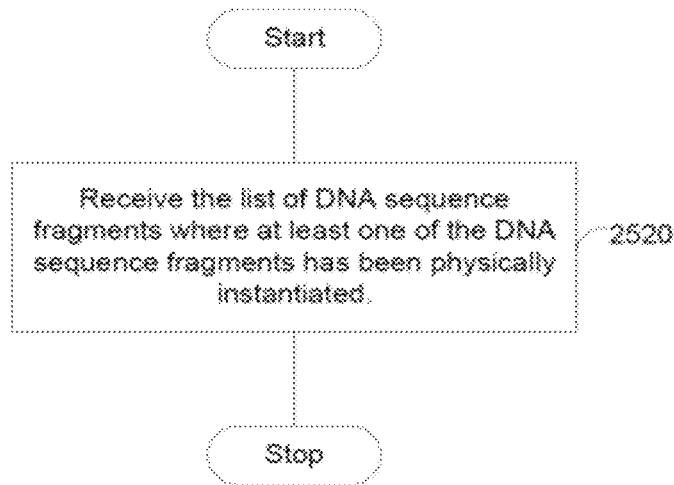 Start
Receive the list of DNA sequence
fragments where at least one of the DNA
sequence fragments has been physically
instantiated.
2520
Stop